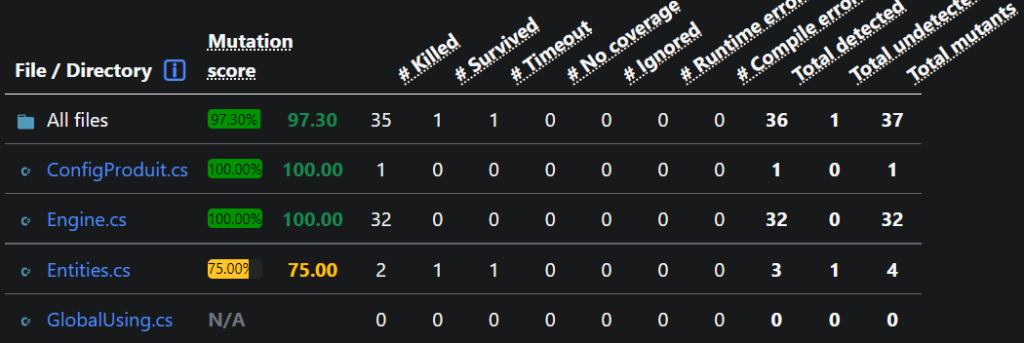 File / Directory i Mutation score # Killed # Survived # Timeout # No coverage # Ignored # Runtime error # Compile error Total detected Total undetected Total mutants
All files 97.30% 97.30 35 1 1 0 0 0 0 36 1 37
ConfigProduit.cs 100.00% 100.00 1 0 0 0 0 0 0 1 0 1
Engine.cs 100.00% 100.00 32 0 0 0 0 0 0 32 0 32
Entities.cs 75.00% 75.00 2 1 1 0 0 0 0 3 1 4
GlobalUsing.cs N/A 0 0 0 0 0 0 0 0 0 0